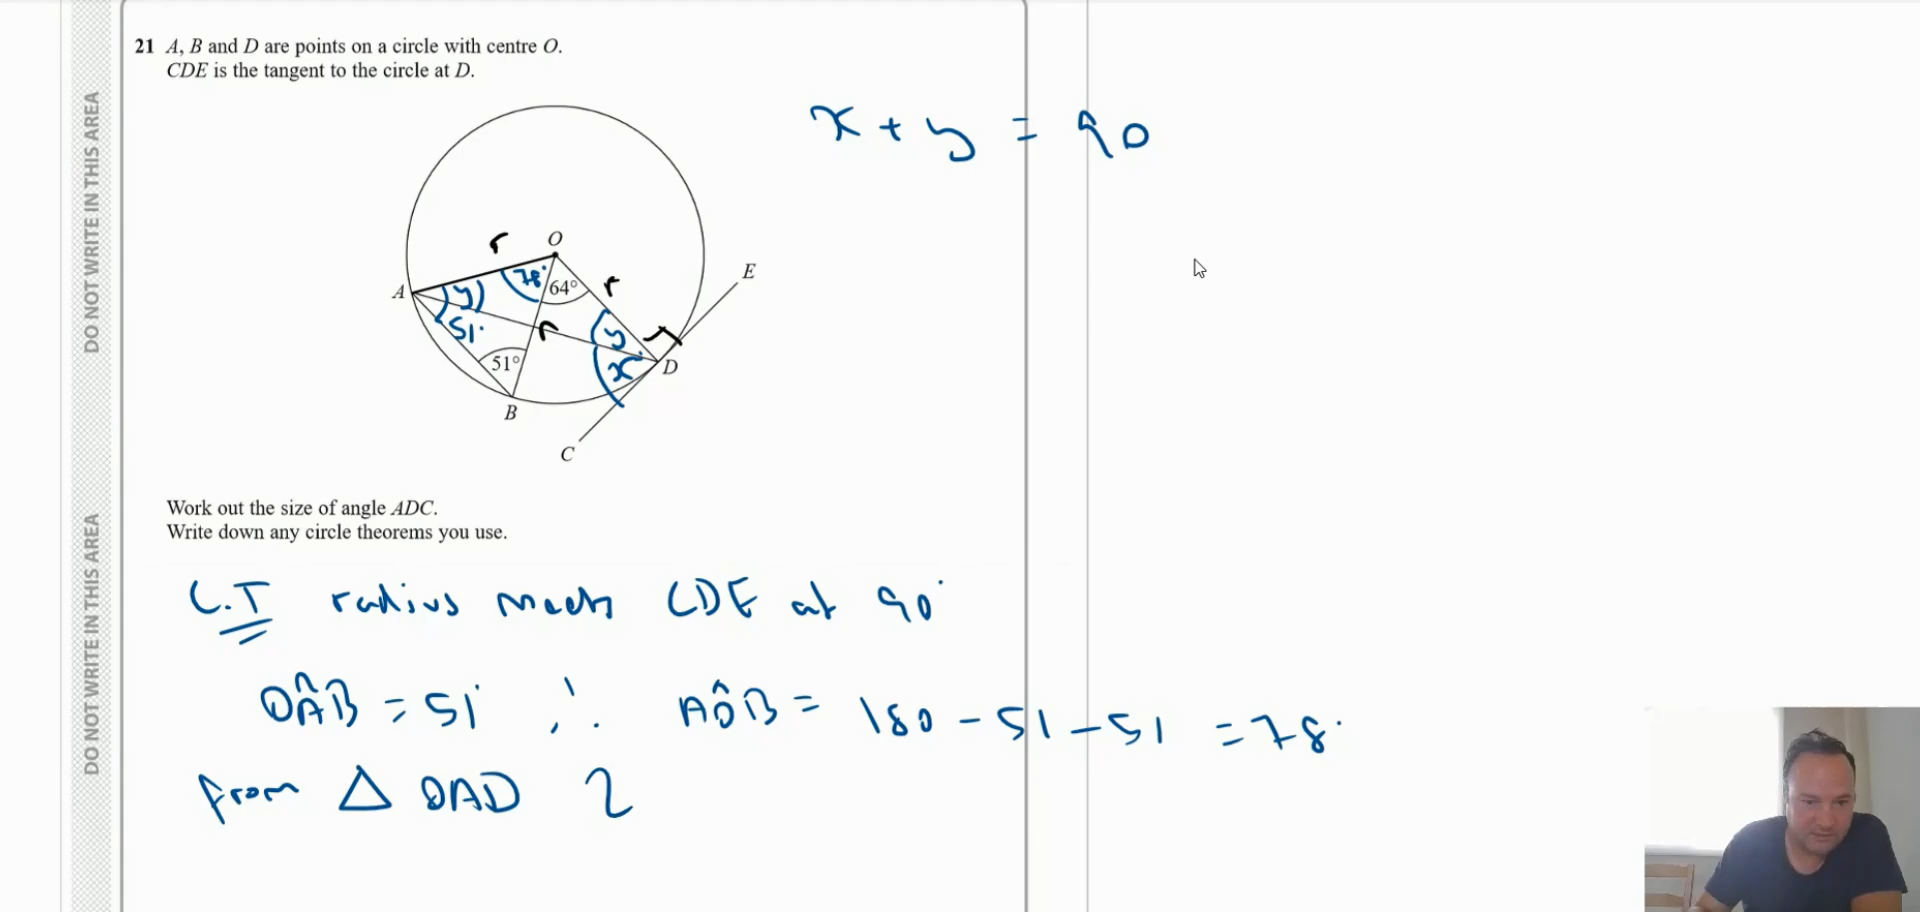 DO NOT WRITE IN THIS AREA
DO NOT WRITE IN THIS AREA
21 A, B and D are points on a circle with centre O.
CDE is the tangent to the circle at D.
x + y = 90
r
O
E
78°
64°
r
A
y
51°
r
y
51°
x
D
B
C
Work out the size of angle ADC.
Write down any circle theorems you use.
C.T radius meets CDE at 90°
OÂB = 51° ∴ AÔB = 180 - 51 - 51 = 78°
from △ OAD 2